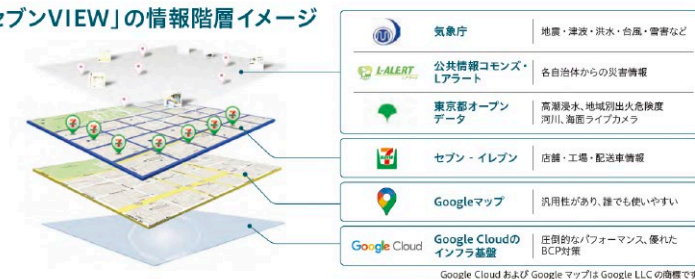 セブンVIEW」の情報階層イメージ
気象庁
地震・津波・洪水・台風・雪害など
L-ALERT
公共情報コモンズ・
Lアラート
各自治体からの災害情報
東京都オープン
データ
高潮浸水、地域別出火危険度
河川、海面ライブカメラ
セブン‐イレブン
店舗・工場・配送車情報
Googleマップ
汎用性があり、誰でも使いやすい
Google Cloud
Google Cloudの
インフラ基盤
圧倒的なパフォーマンス、優れた
BCP対策
Google Cloud および Google マップは Google LLC の商標です